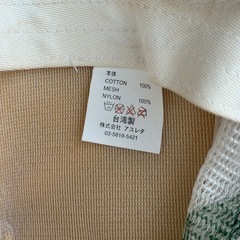 本体
COTTON 100%
MESH
NYLON 100%
台湾製
株式会社 アスレタ
03-5819-5421